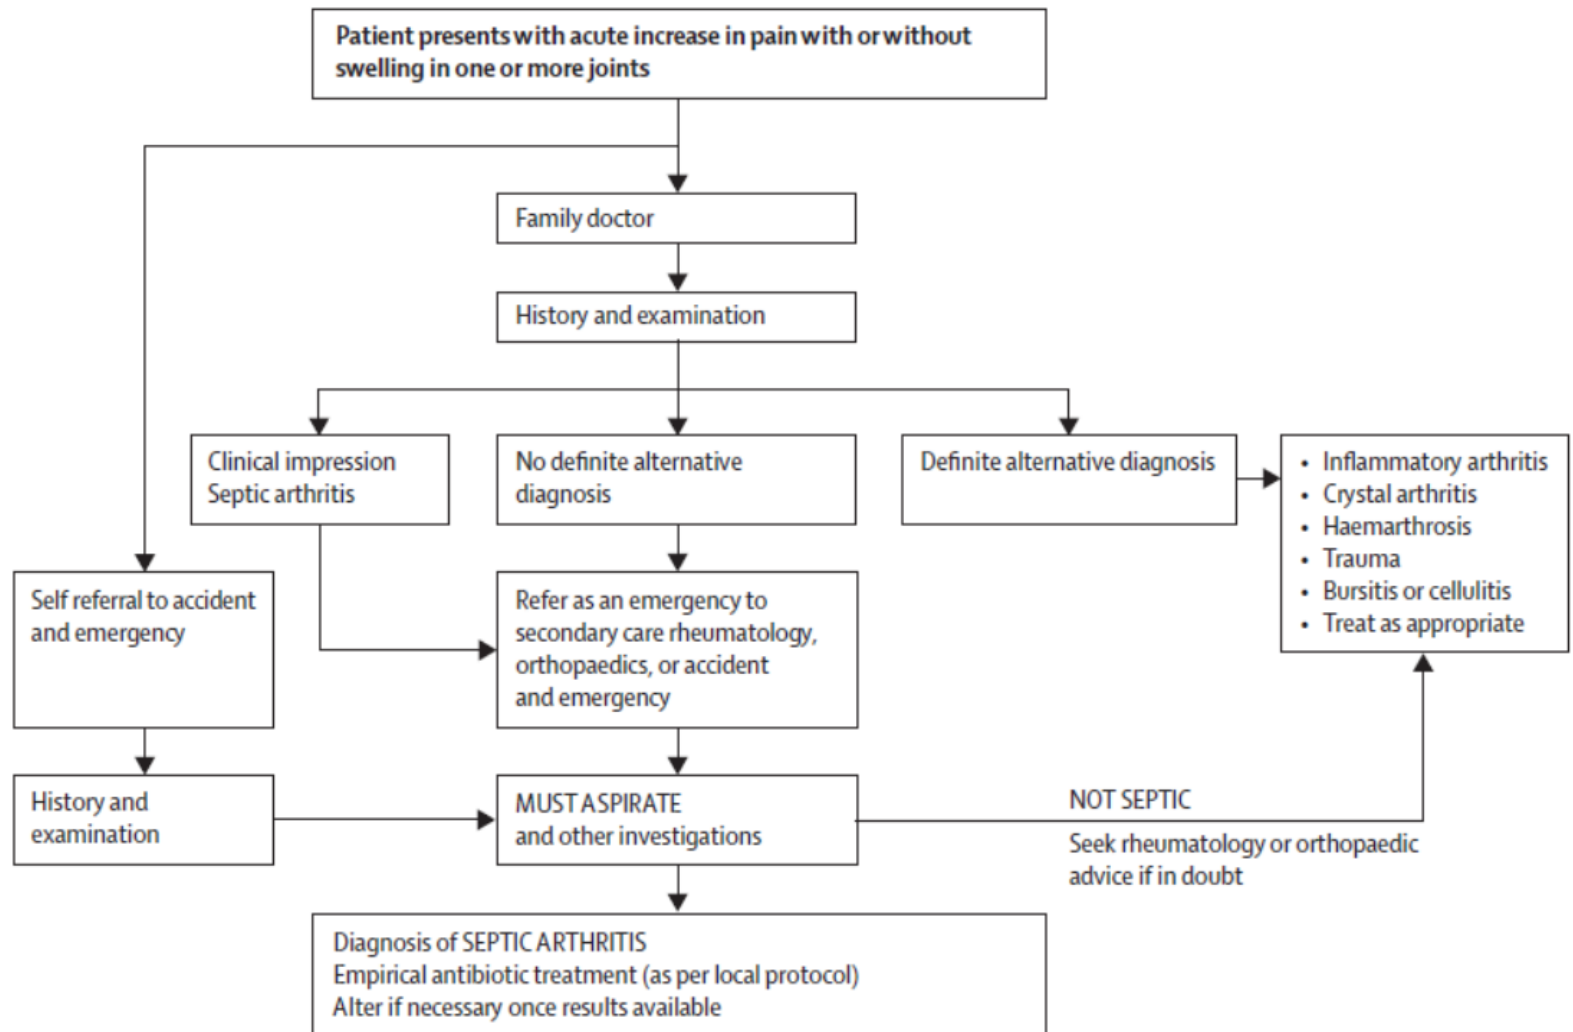 Patient presents with acute increase in pain with or without
swelling in one or more joints
Family doctor
History and examination
Clinical impression
Septic arthritis
No definite alternative
diagnosis
Definite alternative diagnosis
• Inflammatory arthritis
• Crystal arthritis
• Haemarthrosis
• Trauma
• Bursitis or cellulitis
• Treat as appropriate
Self referral to accident
and emergency
Refer as an emergency to
secondary care rheumatology,
orthopaedics, or accident
and emergency
History and
examination
MUST ASPIRATE
and other investigations
NOT SEPTIC
Seek rheumatology or orthopaedic
advice if in doubt
Diagnosis of SEPTIC ARTHRITIS
Empirical antibiotic treatment (as per local protocol)
Alter if necessary once results available